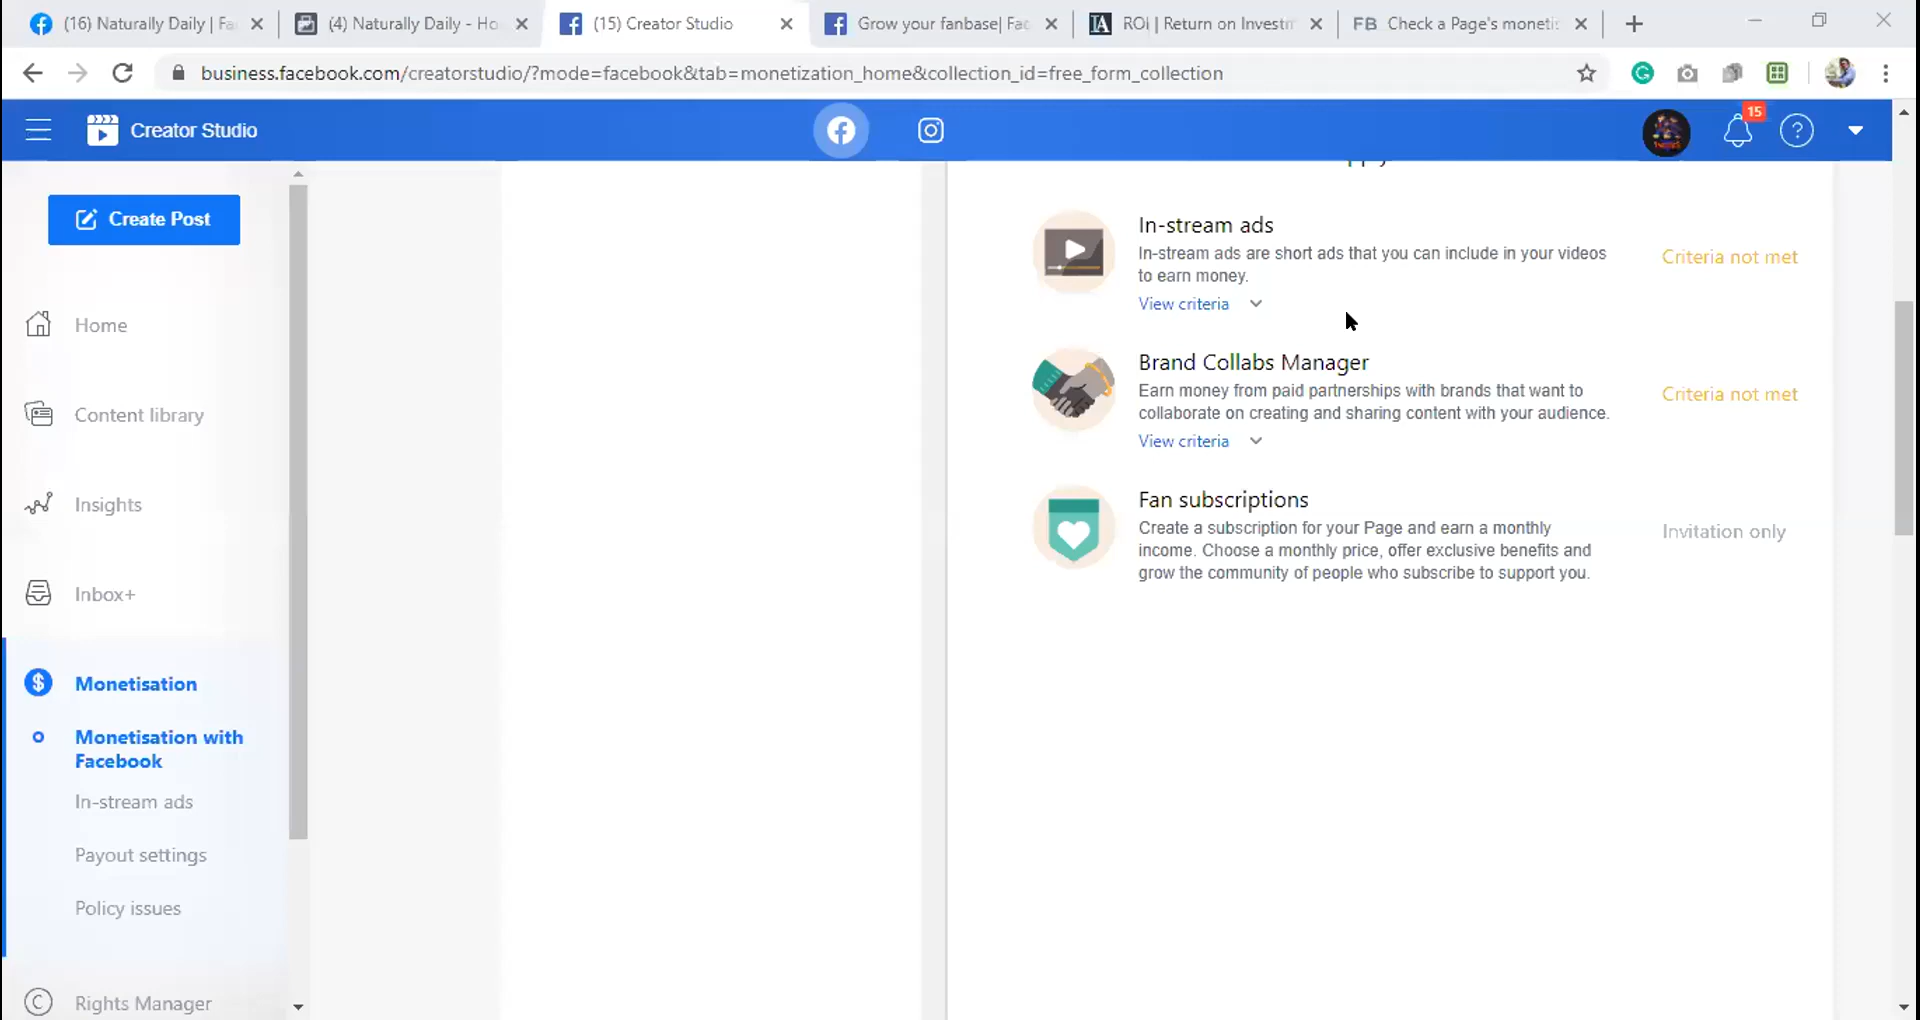 (16) Naturally Daily | Fa
(4) Naturally Daily - Ho
(15) Creator Studio
Grow your fanbase| Fac
IA
ROI | Return on Investm
FB Check a Page's monetis
business.facebook.com/creatorstudio/?mode=facebook&tab=monetization_home&collection_id=free_form_collection
Creator Studio
15
Create Post
Home
Content library
Insights
Inbox+
Monetisation
Monetisation with
Facebook
In-stream ads
Payout settings
Policy issues
Rights Manager
In-stream ads
In-stream ads are short ads that you can include in your videos
to earn money.
View criteria
Criteria not met
Brand Collabs Manager
Earn money from paid partnerships with brands that want to
collaborate on creating and sharing content with your audience.
View criteria
Criteria not met
Fan subscriptions
Create a subscription for your Page and earn a monthly
income. Choose a monthly price, offer exclusive benefits and
grow the community of people who subscribe to support you.
Invitation only